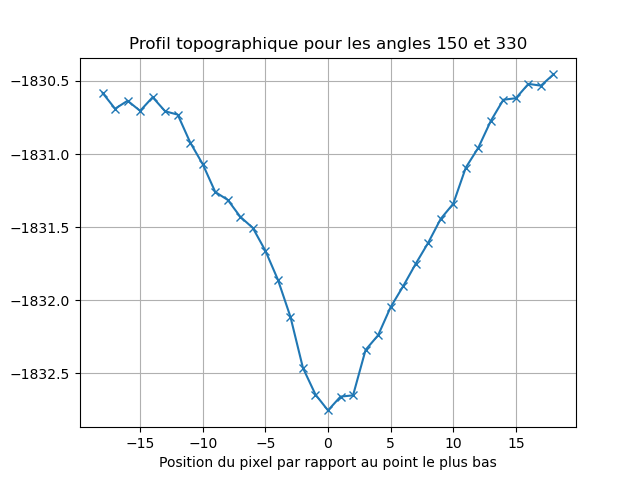 Profil topographique pour les angles 150 et 330
−1830.5
−1831.0
−1831.5
−1832.0
−1832.5
−15 −10 −5 0 5 10 15
Position du pixel par rapport au point le plus bas